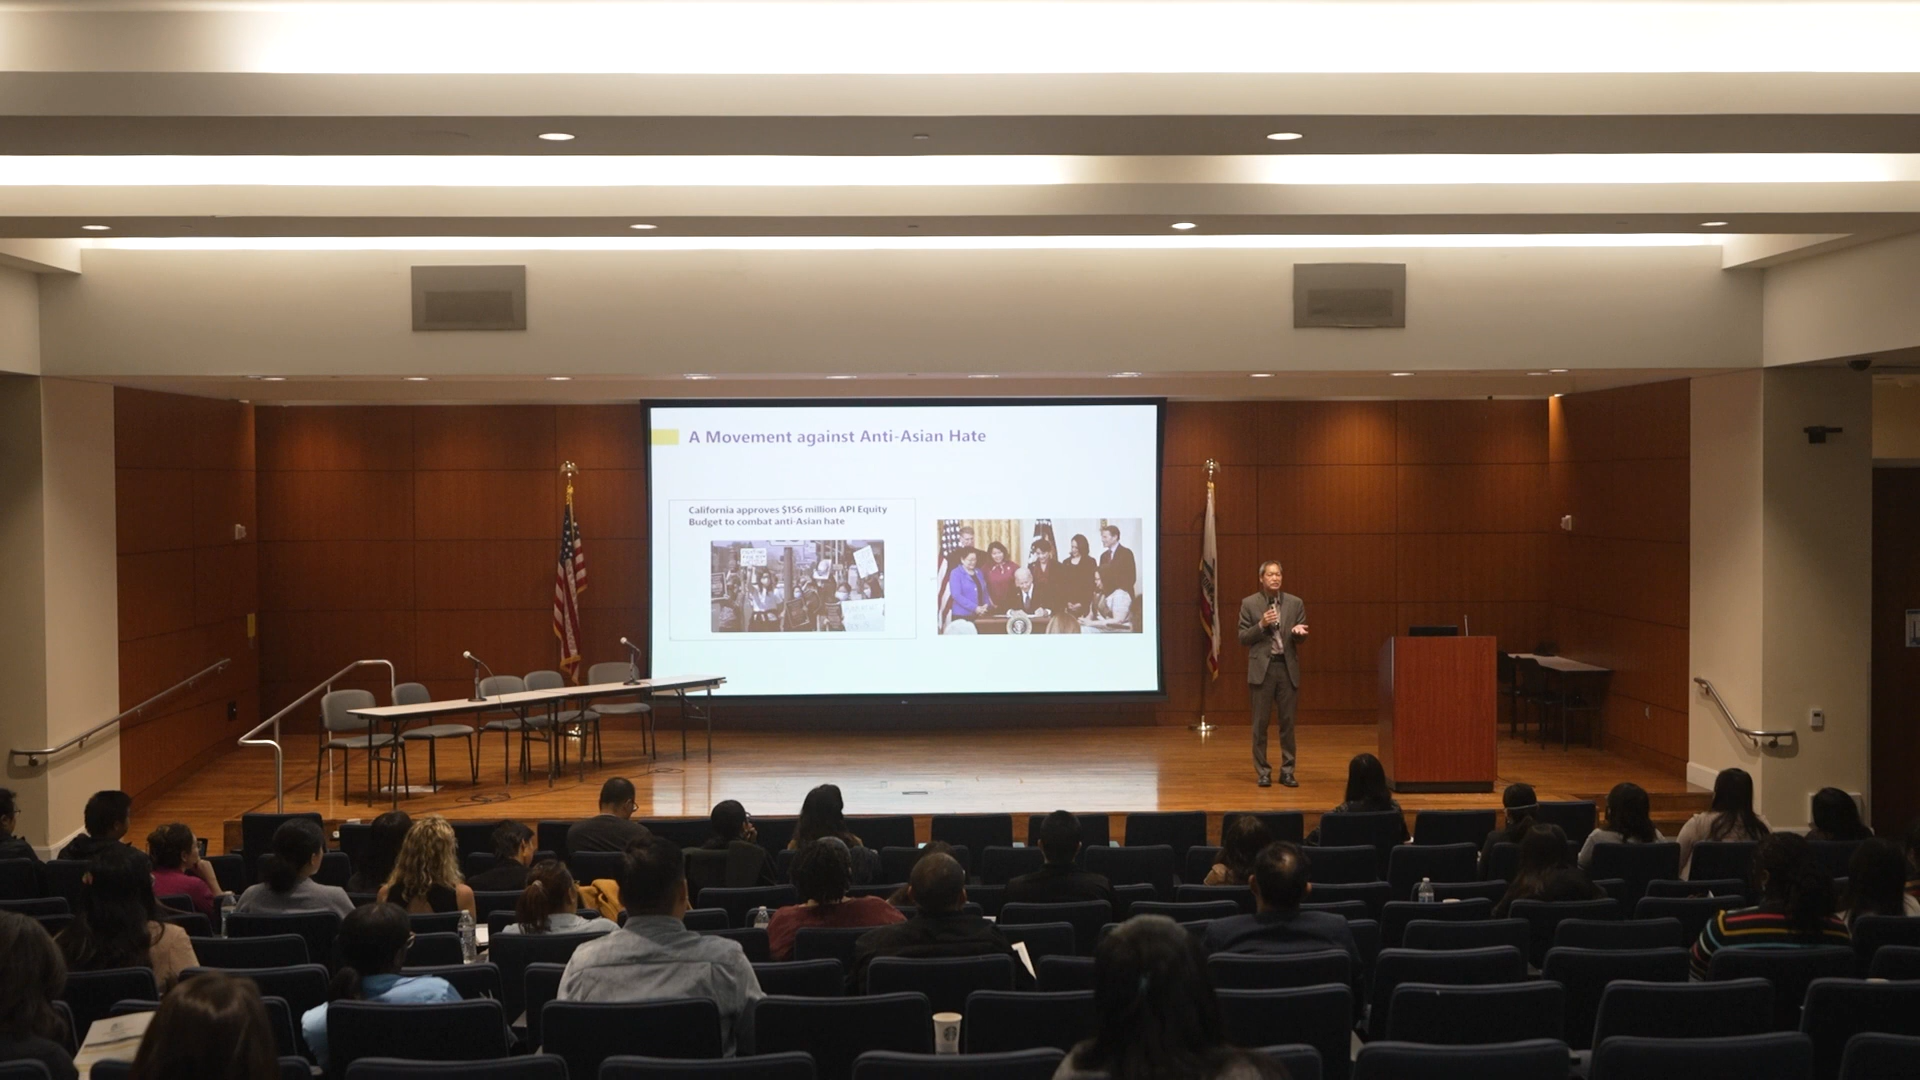 A Movement against Anti-Asian Hate
California approves $156 million API Equity
Budget to combat anti-Asian hate